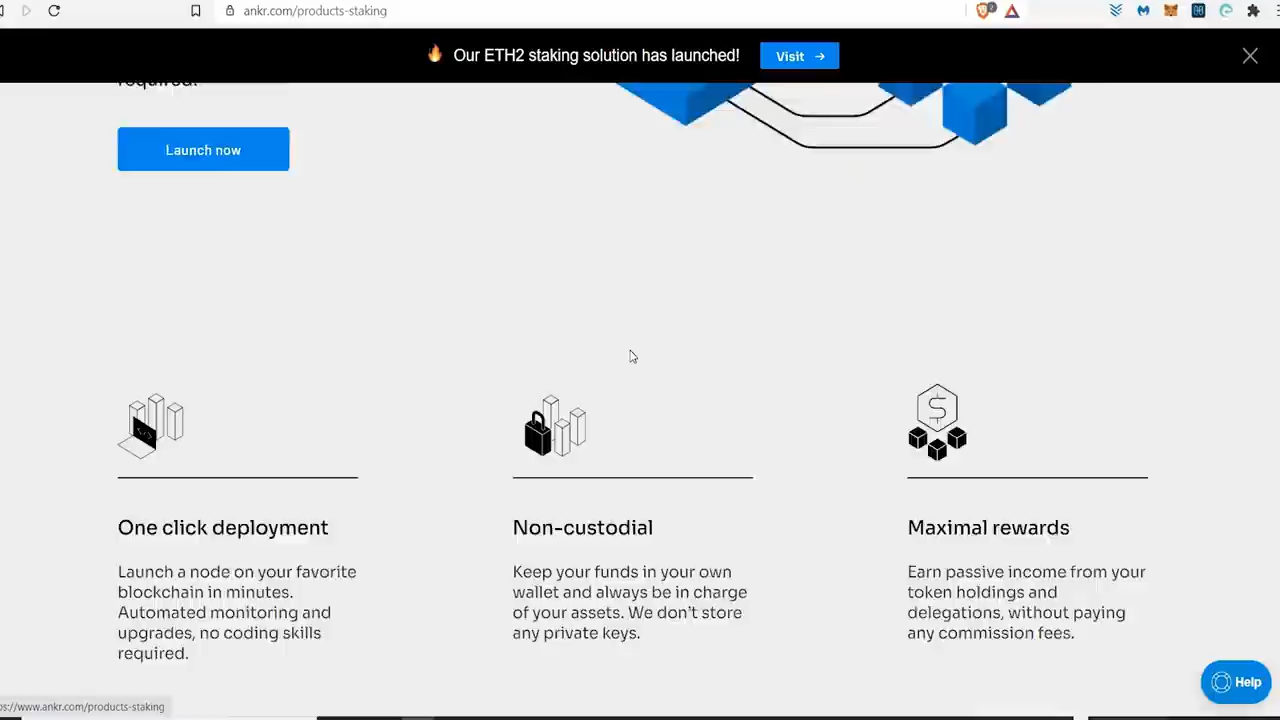 ankr.com/products-staking
2
Our ETH2 staking solution has launched!
Visit →
required.
Launch now
One click deployment
Non-custodial
Maximal rewards
Launch a node on your favorite
blockchain in minutes.
Automated monitoring and
upgrades, no coding skills
required.
Keep your funds in your own
wallet and always be in charge
of your assets. We don't store
any private keys.
Earn passive income from your
token holdings and
delegations, without paying
any commission fees.
Help
ps://www.ankr.com/products-staking